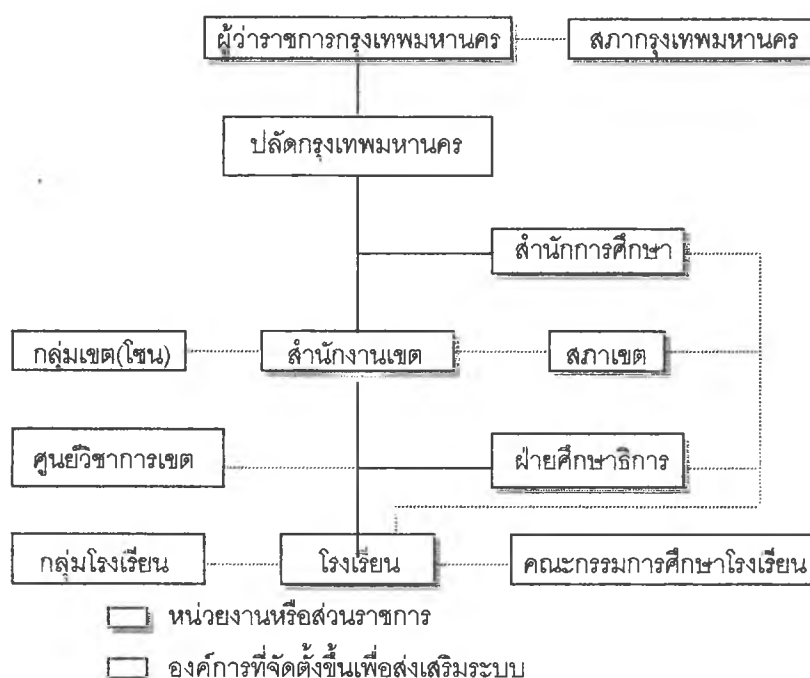 ผู้ว่าราชการกรุงเทพมหานคร
สภากรุงเทพมหานคร
ปลัดกรุงเทพมหานคร
สำนักการศึกษา
กลุ่มเขต(โซน)
สำนักงานเขต
สภาเขต
ศูนย์วิชาการเขต
ฝ่ายศึกษาธิการ
กลุ่มโรงเรียน
โรงเรียน
คณะกรรมการศึกษาโรงเรียน
หน่วยงานหรือส่วนราชการ
องค์การที่จัดตั้งขึ้นเพื่อส่งเสริมระบบ